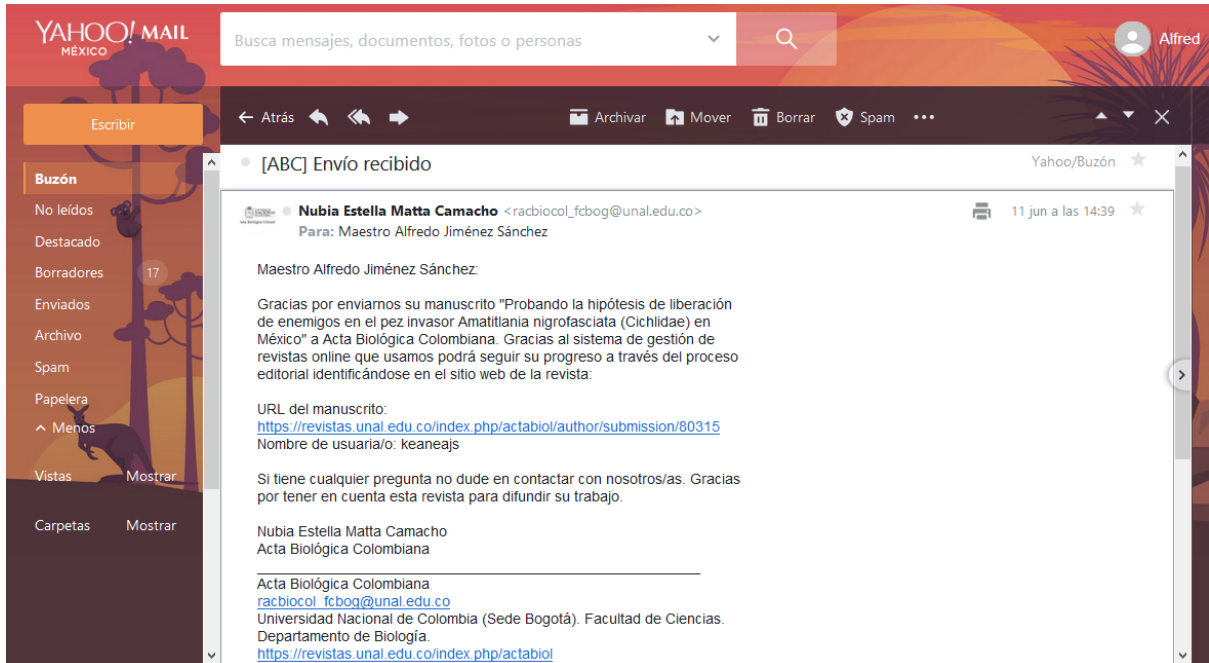 YAHOO! MAIL
MÉXICO
Busca mensajes, documentos, fotos o personas
Alfred
Escribir
Buzón
No leídos
Destacado
Borradores 17
Enviados
Archivo
Spam
Papelera
Menos
Vistas Mostrar
Carpetas Mostrar
Atrás
Archivar Mover Borrar Spam
[ABC] Envío recibido
Yahoo/Buzón
Nubia Estella Matta Camacho <racbiocol_fcbog@unal.edu.co>
11 jun a las 14:39
Para: Maestro Alfredo Jiménez Sánchez
Maestro Alfredo Jiménez Sánchez:
Gracias por enviarnos su manuscrito "Probando la hipótesis de liberación
de enemigos en el pez invasor Amatitlania nigrofasciata (Cichlidae) en
México" a Acta Biológica Colombiana. Gracias al sistema de gestión de
revistas online que usamos podrá seguir su progreso a través del proceso
editorial identificándose en el sitio web de la revista:
URL del manuscrito:
https://revistas.unal.edu.co/index.php/actabiol/author/submission/80315
Nombre de usuaria/o: keaneajs
Si tiene cualquier pregunta no dude en contactar con nosotros/as. Gracias
por tener en cuenta esta revista para difundir su trabajo.
Nubia Estella Matta Camacho
Acta Biológica Colombiana
Acta Biológica Colombiana
racbiocol_fcbog@unal.edu.co
Universidad Nacional de Colombia (Sede Bogotá). Facultad de Ciencias.
Departamento de Biología.
https://revistas.unal.edu.co/index.php/actabiol